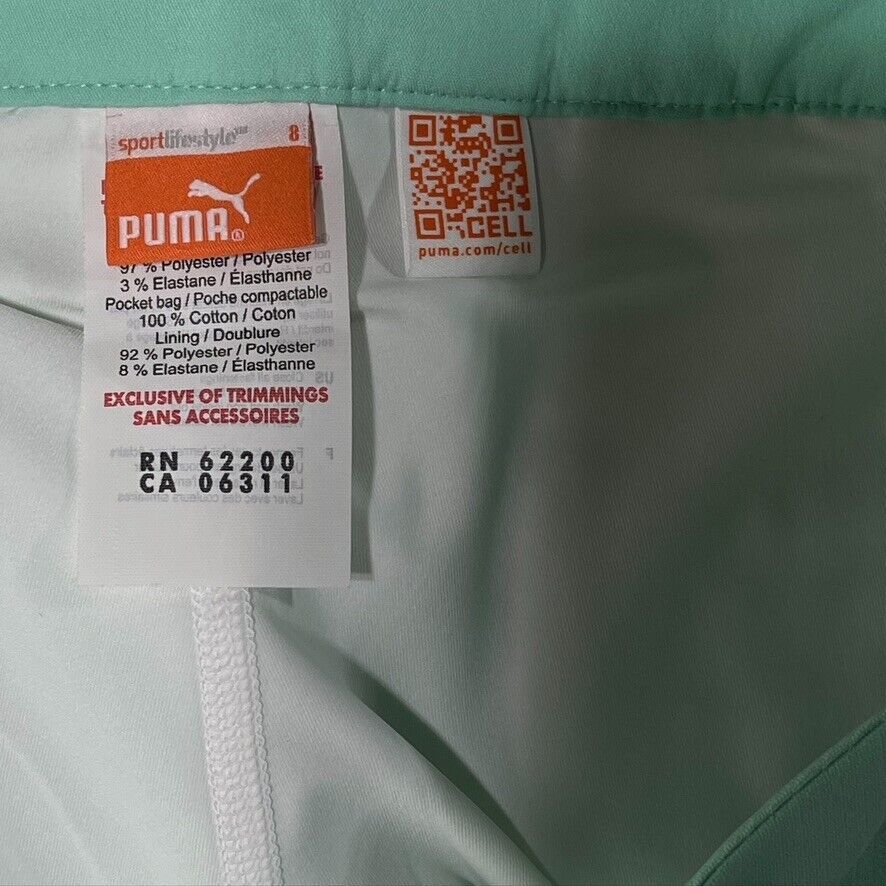 sportlifestyle™ 8
PUMA®
97 % Polyester / Polyester
3 % Elastane / Élasthanne
Pocket bag / Poche compactable
100 % Cotton / Coton
Lining / Doublure
92 % Polyester / Polyester
8 % Elastane / Élasthanne
EXCLUSIVE OF TRIMMINGS
SANS ACCESSOIRES
RN 62200
CA 06311
CELL
puma.com/cell